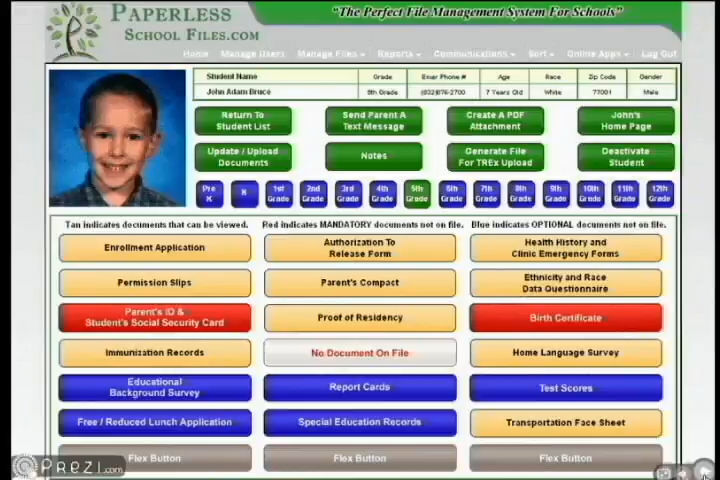 PAPERLESS
SCHOOL FILES.COM
"The Perfect File Management System For Schools"
Home Manage Users Manage Files Reports Communications Sort Online Apps Log Out
Student Name Grade Emer Phone # Age Race Zip Code Gender
John Adam Bruce 5th Grade (832)876-2700 7 Years Old White 77001 Male
Return To
Student List
Send Parent A
Text Message
Create A PDF
Attachment
John's
Home Page
Update / Upload
Documents
Notes
Generate File
For TREx Upload
Deactivate
Student
Pre
K
K
1st
Grade
2nd
Grade
3rd
Grade
4th
Grade
5th
Grade
6th
Grade
7th
Grade
8th
Grade
9th
Grade
10th
Grade
11th
Grade
12th
Grade
Tan indicates documents that can be viewed. Red indicates MANDATORY documents not on file. Blue indicates OPTIONAL documents not on file.
Enrollment Application
Authorization To
Release Form
Health History and
Clinic Emergency Forms
Permission Slips
Parent's Compact
Ethnicity and Race
Data Questionnaire
Parent's ID &
Student's Social Security Card
Proof of Residency
Birth Certificate
Immunization Records
No Document On File
Home Language Survey
Educational
Background Survey
Report Cards
Test Scores
Free / Reduced Lunch Application
Special Education Records
Transportation Face Sheet
Flex Button
Flex Button
Flex Button
Prezi.com